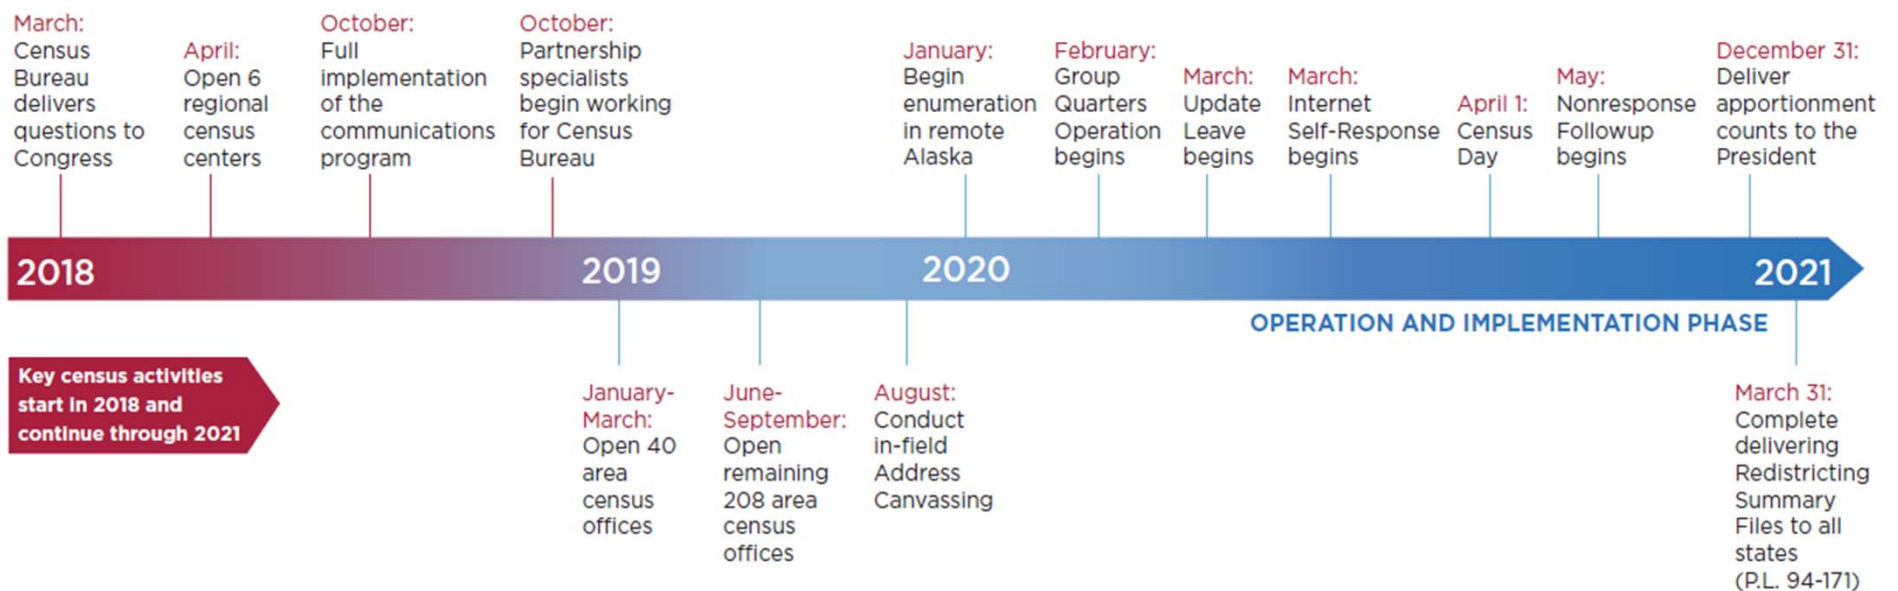 March:
Census
Bureau
delivers
questions to
Congress
April:
Open 6
regional
census
centers
October:
Full
implementation
of the
communications
program
October:
Partnership
specialists
begin working
for Census
Bureau
January:
Begin
enumeration
in remote
Alaska
February:
Group
Quarters
Operation
begins
March:
Update
Leave
begins
March:
Internet
Self-Response
begins
April 1:
Census
Day
May:
Nonresponse
Followup
begins
December 31:
Deliver
apportionment
counts to the
President
2018
2019
2020
2021
OPERATION AND IMPLEMENTATION PHASE
Key census activities
start in 2018 and
continue through 2021
January-
March:
Open 40
area
census
offices
June-
September:
Open
remaining
208 area
census
offices
August:
Conduct
in-field
Address
Canvassing
March 31:
Complete
delivering
Redistricting
Summary
Files to all
states
(P.L. 94-171)